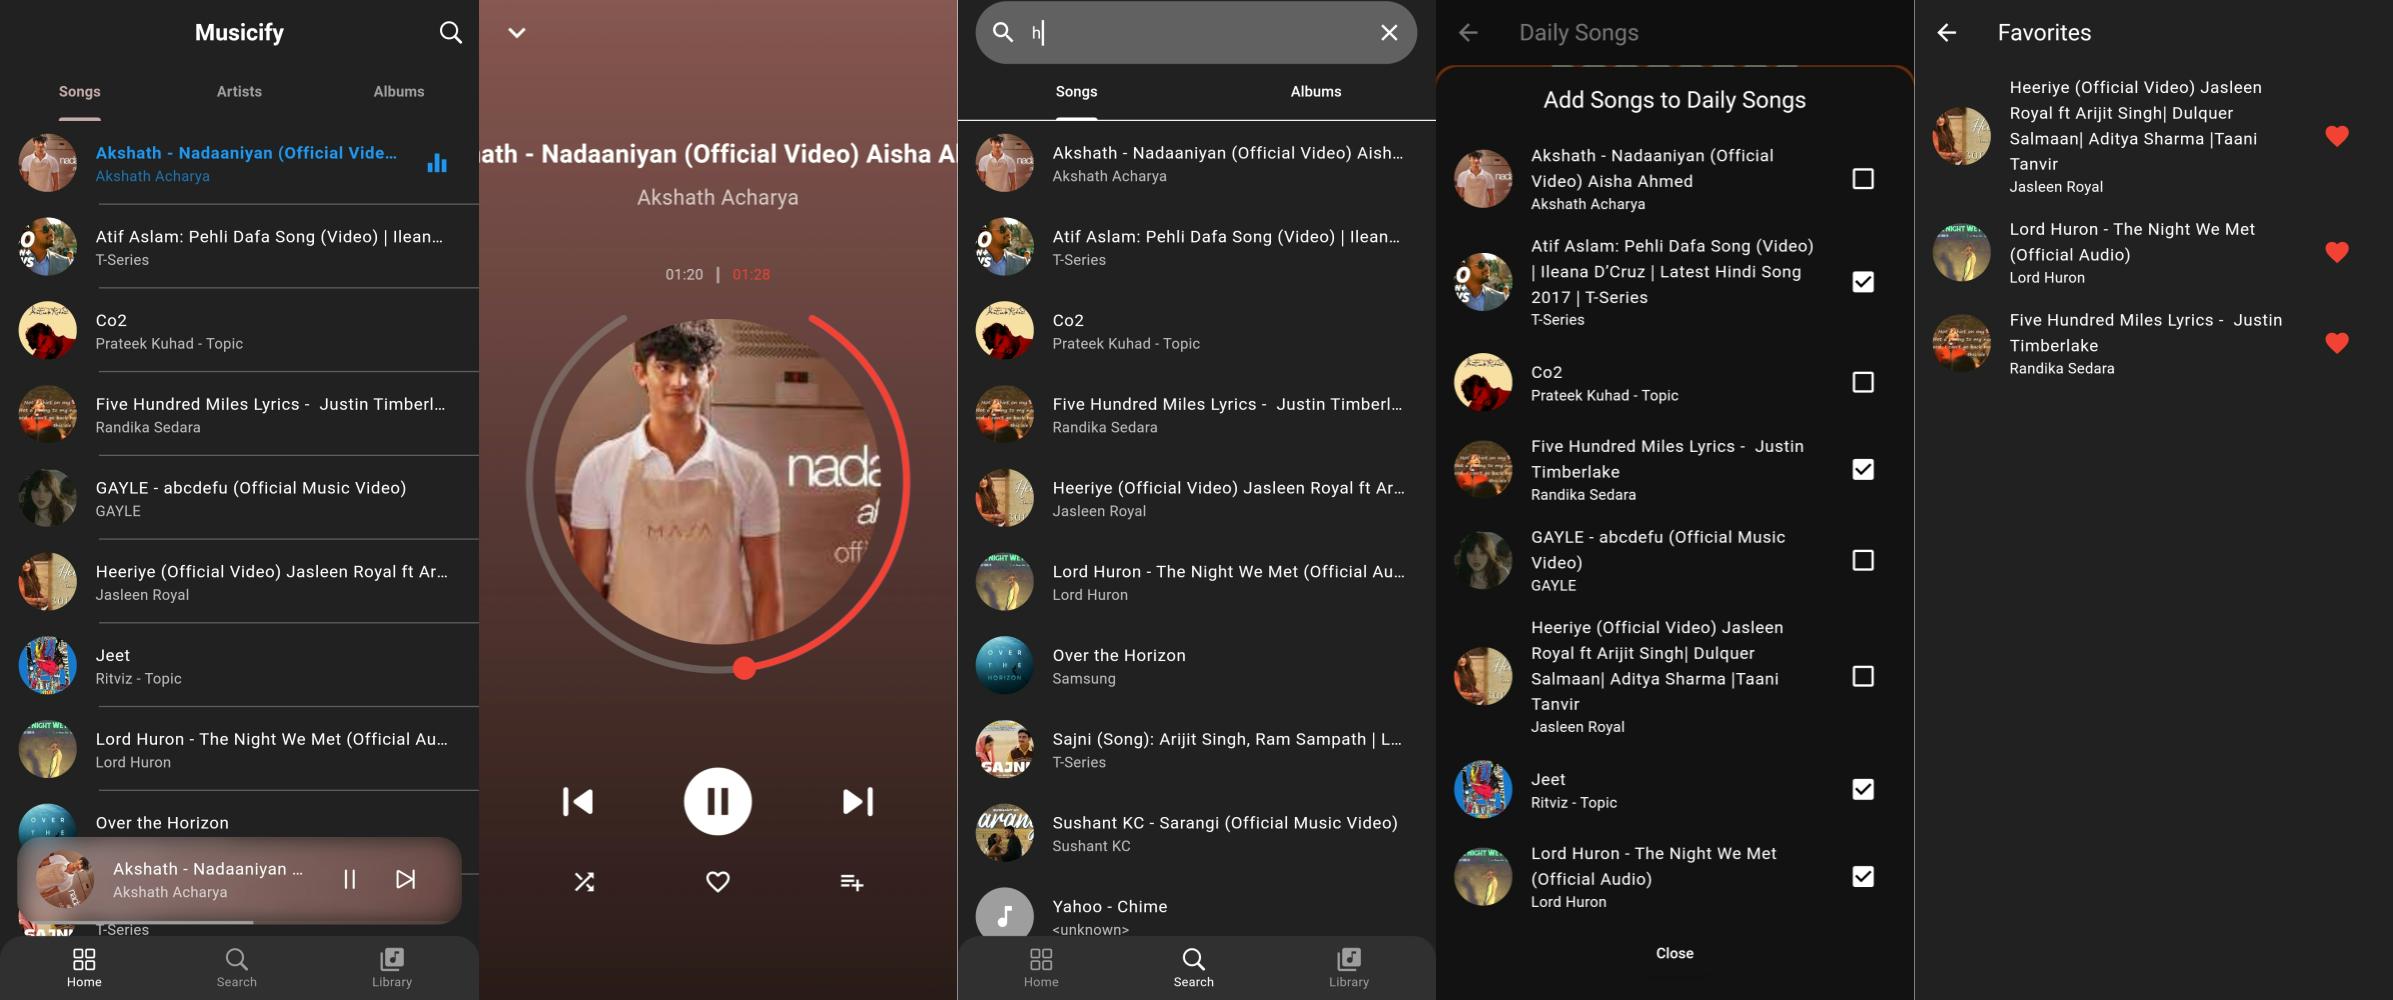 Musicify
Songs
Artists
Albums
Akshath - Nadaaniyan (Official Vide...
Akshath Acharya
Atif Aslam: Pehli Dafa Song (Video) | Ilean...
T-Series
Co2
Prateek Kuhad - Topic
Five Hundred Miles Lyrics -  Justin Timberl...
Randika Sedara
GAYLE - abcdefu (Official Music Video)
GAYLE
Heeriye (Official Video) Jasleen Royal ft Ar...
Jasleen Royal
Jeet
Ritviz - Topic
Lord Huron - The Night We Met (Official Au...
Lord Huron
Over the Horizon
Akshath - Nadaaniyan ...
Akshath Acharya
T-Series
Home
Search
Library
ath - Nadaaniyan (Official Video) Aisha A
Akshath Acharya
01:20 | 01:28
nada
MASA
off
h
Songs
Albums
Akshath - Nadaaniyan (Official Video) Aish...
Akshath Acharya
Atif Aslam: Pehli Dafa Song (Video) | Ilean...
T-Series
Co2
Prateek Kuhad - Topic
Five Hundred Miles Lyrics -  Justin Timberl...
Randika Sedara
Heeriye (Official Video) Jasleen Royal ft Ar...
Jasleen Royal
Lord Huron - The Night We Met (Official Au...
Lord Huron
OVER
THE
HORIZON
Over the Horizon
Samsung
Sajni (Song): Arijit Singh, Ram Sampath | L...
T-Series
SAJNI
Sushant KC - Sarangi (Official Music Video)
Sushant KC
Yahoo - Chime
<unknown>
Home
Search
Library
Daily Songs
Add Songs to Daily Songs
Akshath - Nadaaniyan (Official
Video) Aisha Ahmed
Akshath Acharya
Atif Aslam: Pehli Dafa Song (Video)
| Ileana D’Cruz | Latest Hindi Song
2017 | T-Series
T-Series
Co2
Prateek Kuhad - Topic
Five Hundred Miles Lyrics -  Justin
Timberlake
Randika Sedara
GAYLE - abcdefu (Official Music
Video)
GAYLE
Heeriye (Official Video) Jasleen
Royal ft Arijit Singh| Dulquer
Salmaan| Aditya Sharma |Taani
Tanvir
Jasleen Royal
Jeet
Ritviz - Topic
Lord Huron - The Night We Met
(Official Audio)
Lord Huron
Close
Favorites
Heeriye (Official Video) Jasleen
Royal ft Arijit Singh| Dulquer
Salmaan| Aditya Sharma |Taani
Tanvir
Jasleen Royal
Lord Huron - The Night We Met
(Official Audio)
Lord Huron
Five Hundred Miles Lyrics -  Justin
Timberlake
Randika Sedara